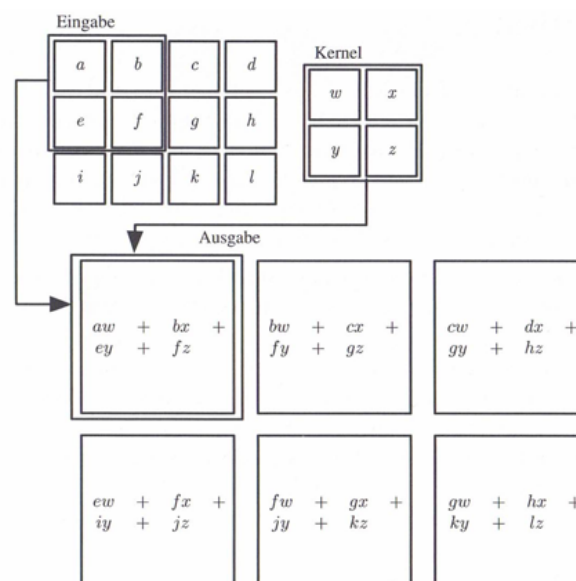 Eingabe
a b c d
Kernel
w x
e f g h
y z
i j k l
Ausgabe
aw + bx +
ey + fz
bw + cx +
fy + gz
cw + dx +
gy + hz
ew + fx +
iy + jz
fw + gx +
jy + kz
gw + hx +
ky + lz